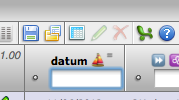 1.00
datum =